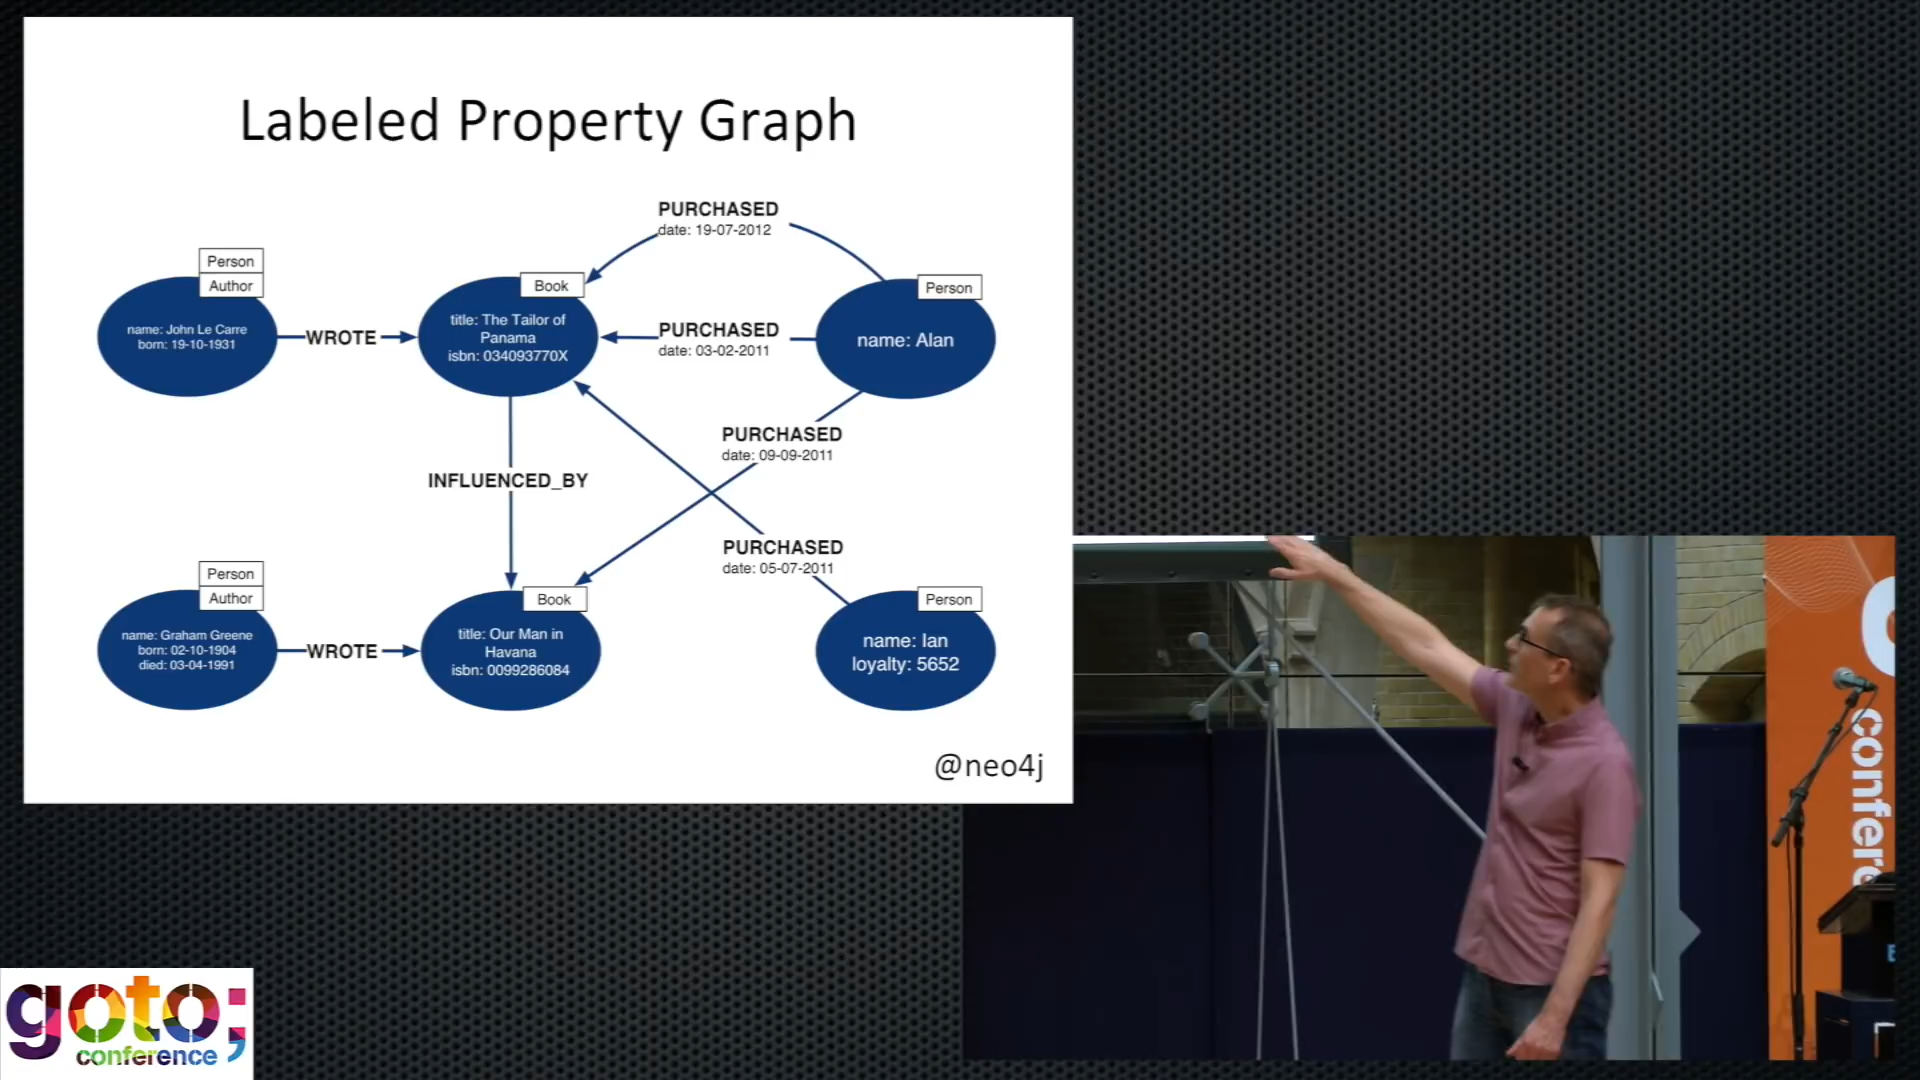 Labeled Property Graph
PURCHASED
date: 19-07-2012
Person
Author
name: John Le Carre
born: 19-10-1931
WROTE
Book
title: The Tailor of
Panama
isbn: 034093770X
PURCHASED
date: 03-02-2011
Person
name: Alan
PURCHASED
date: 09-09-2011
INFLUENCED_BY
PURCHASED
date: 05-07-2011
Person
Author
name: Graham Greene
born: 02-10-1904
died: 03-04-1991
WROTE
Book
title: Our Man in
Havana
isbn: 0099286084
Person
name: Ian
loyalty: 5652
@neo4j
goto;
conference